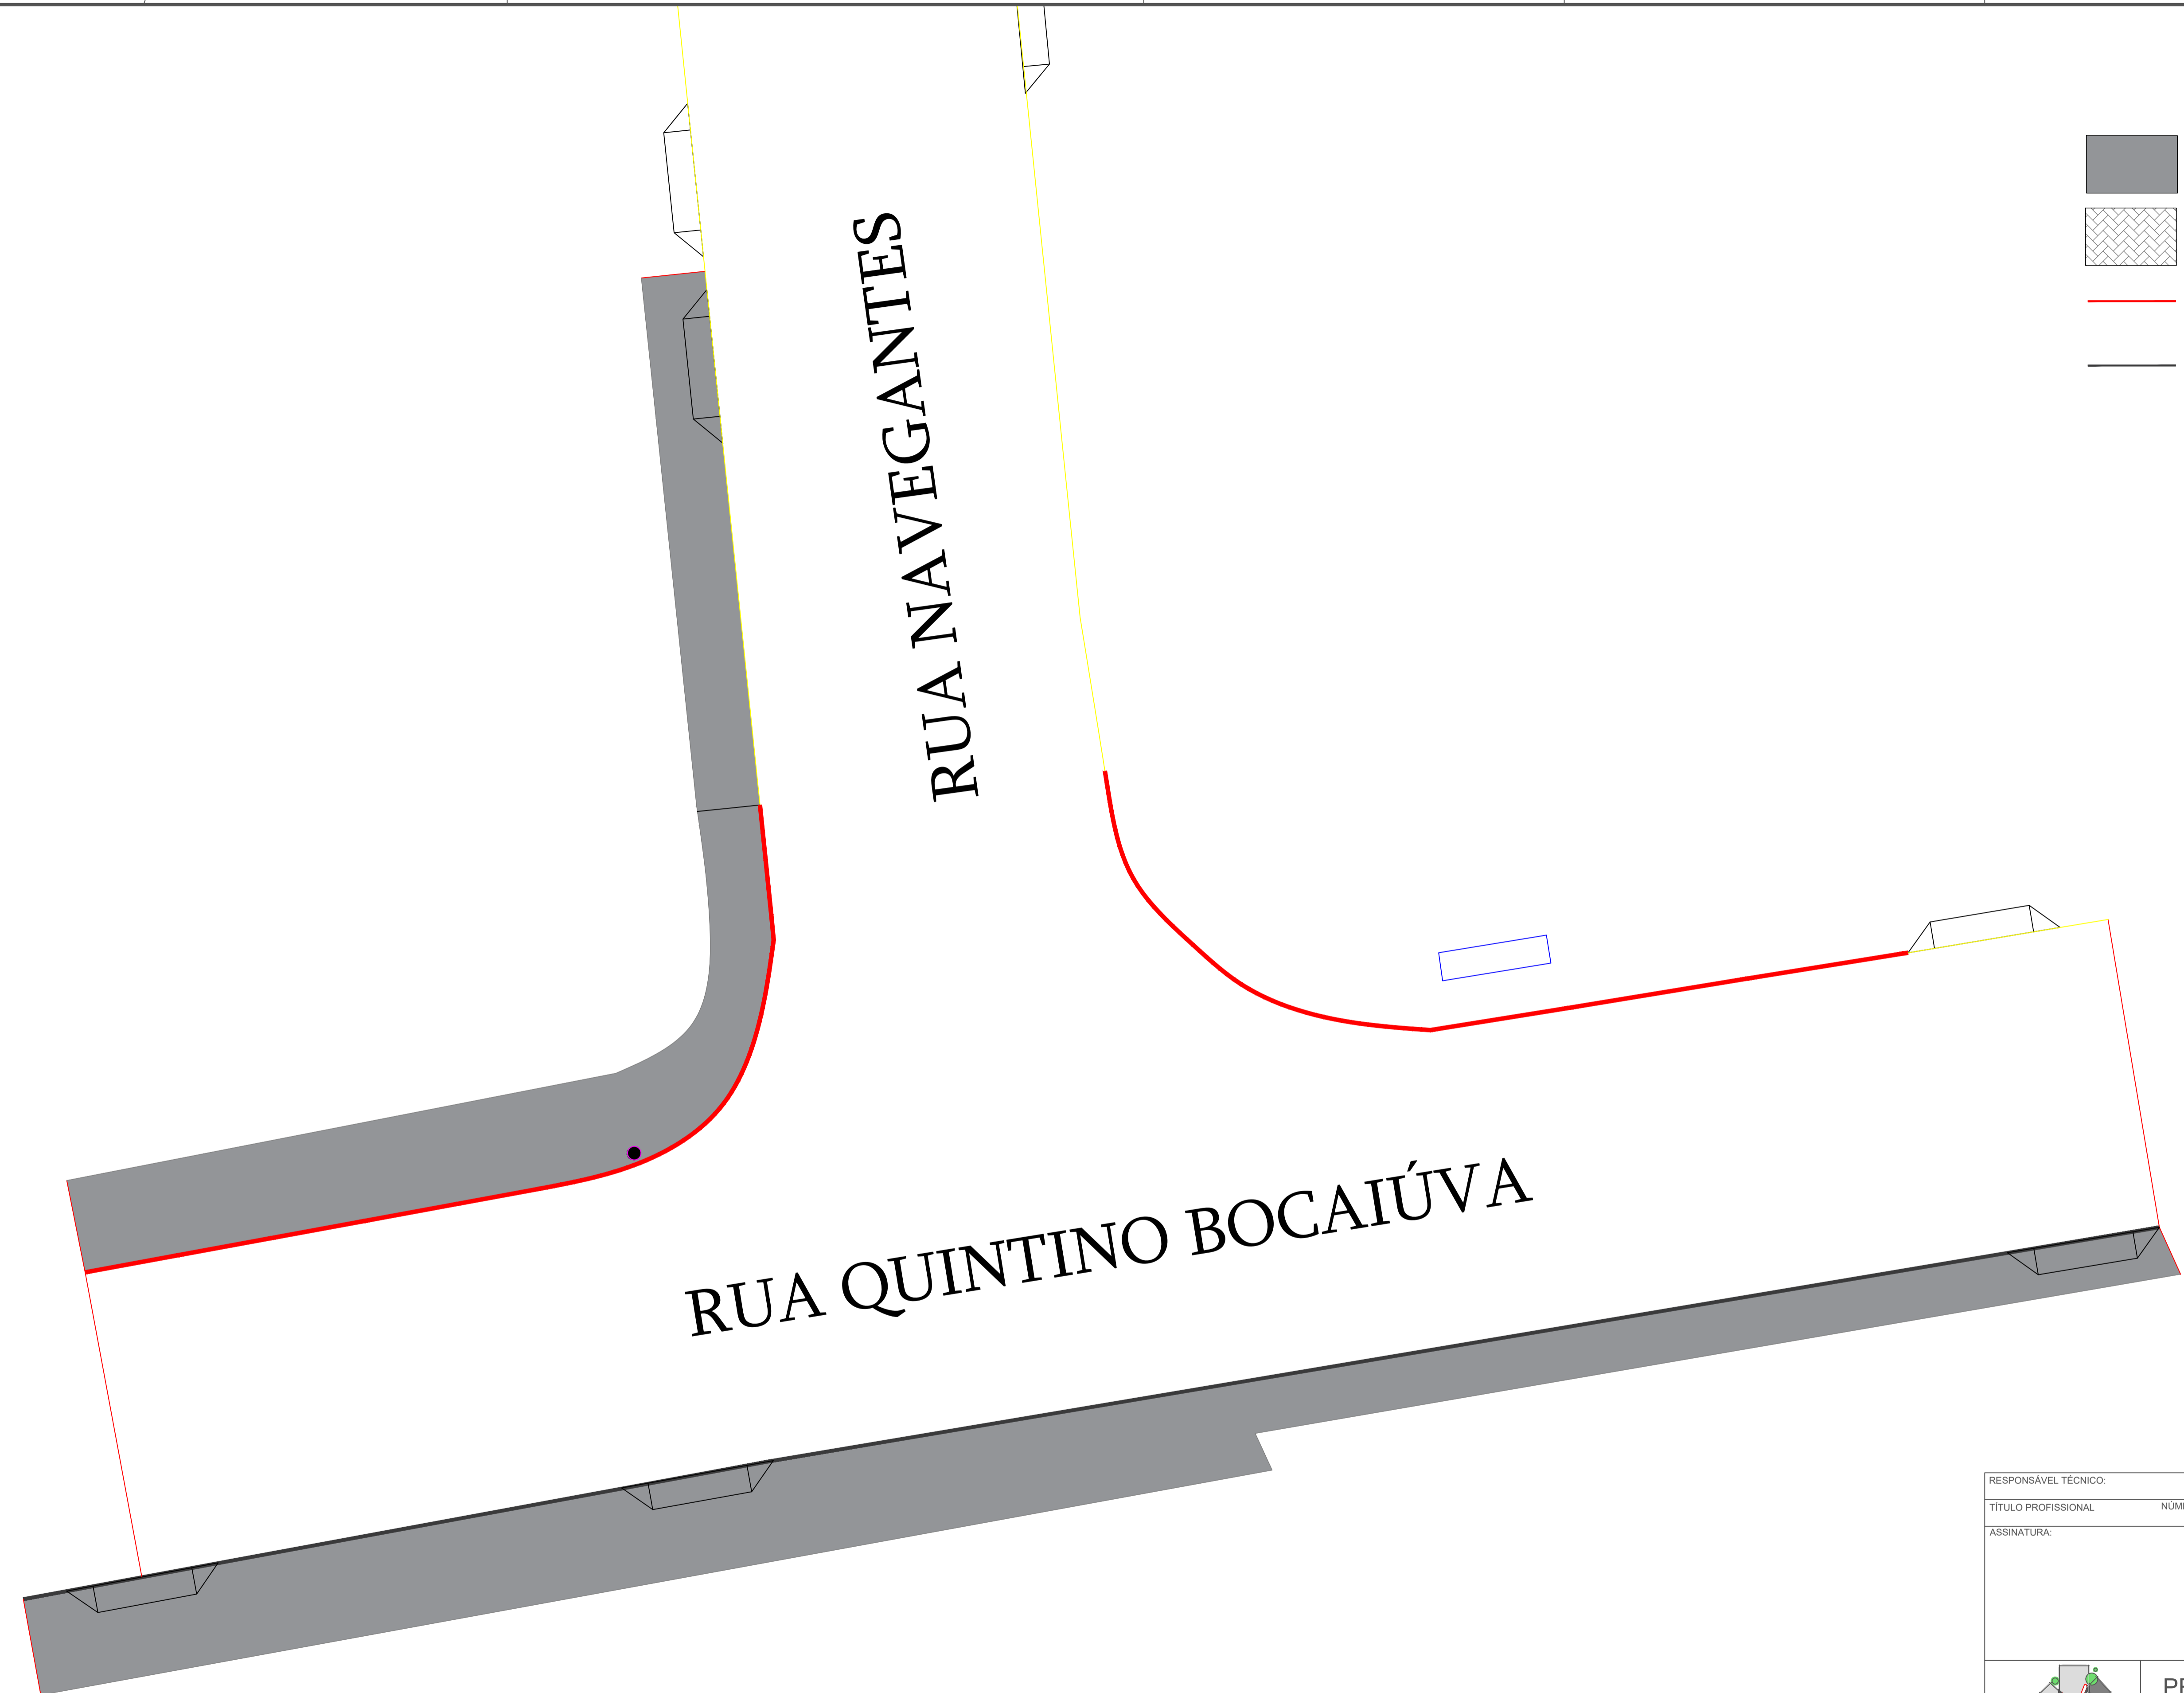 RUA NAVEGANTES
RUA QUINTINO BOCAIÚVA
RESPONSÁVEL TÉCNICO:
TÍTULO PROFISSIONAL
ASSINATURA: